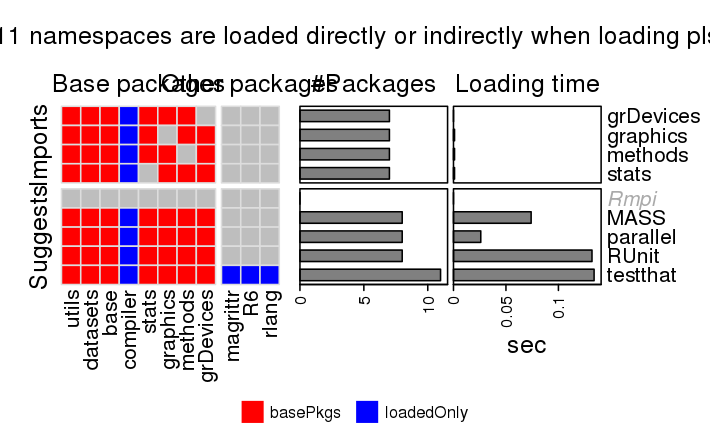 11 namespaces are loaded directly or indirectly when loading pls
Base packages
Other packages
#Packages
Loading time
Imports
Suggests
grDevices
graphics
methods
stats
Rmpi
MASS
parallel
RUnit
testthat
utils
datasets
base
compiler
stats
graphics
methods
grDevices
magrittr
R6
rlang
0 5 10
0 0.05 0.1
sec
basePkgs loadedOnly